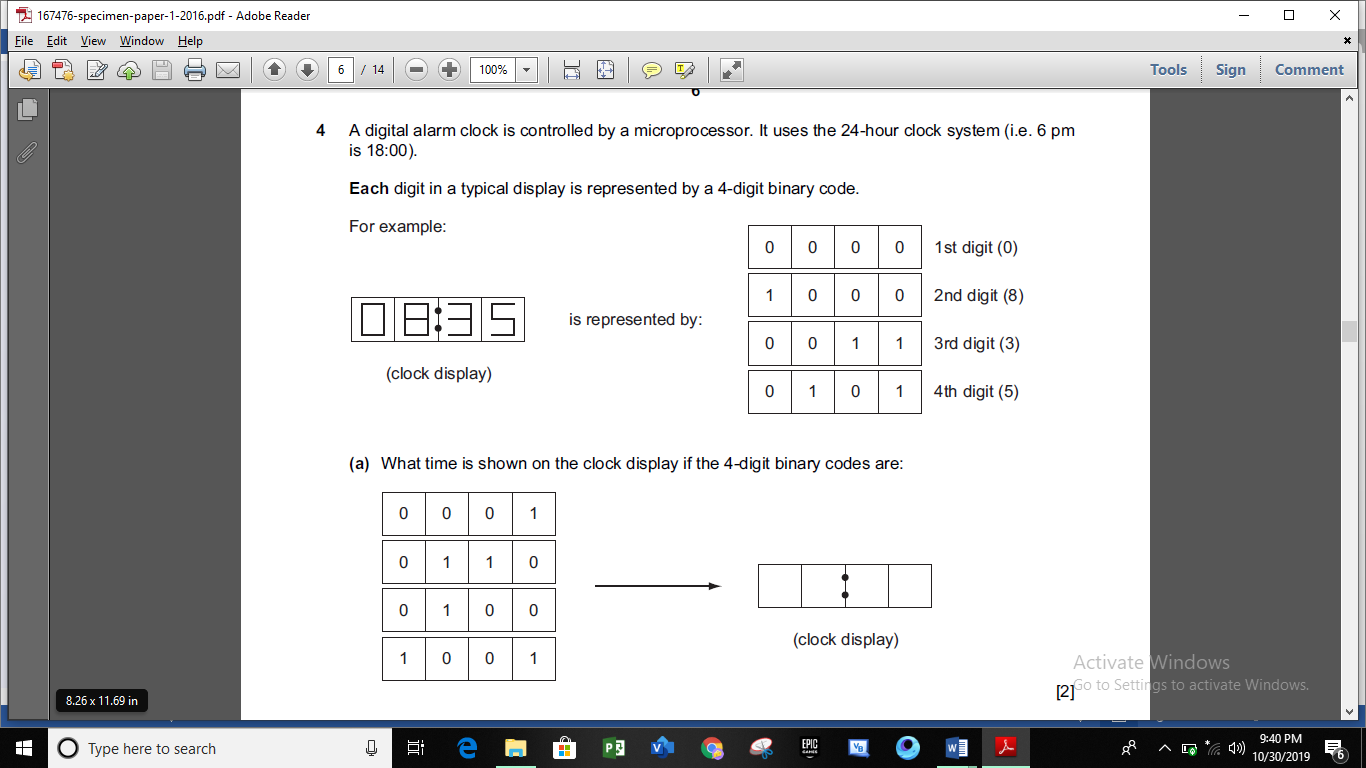 167476-specimen-paper-1-2016.pdf - Adobe Reader
File Edit View Window Help
6 / 14 100% Tools Sign Comment
6
4 A digital alarm clock is controlled by a microprocessor. It uses the 24-hour clock system (i.e. 6 pm
is 18:00).
Each digit in a typical display is represented by a 4-digit binary code.
For example:
0 0 0 0 1st digit (0)
1 0 0 0 2nd digit (8)
08:35 is represented by:
0 0 1 1 3rd digit (3)
(clock display)
0 1 0 1 4th digit (5)
(a) What time is shown on the clock display if the 4-digit binary codes are:
0 0 0 1
0 1 1 0
0 1 0 0
1 0 0 1
:
(clock display)
[2]
Activate Windows
Go to Settings to activate Windows.
8.26 x 11.69 in
Type here to search
EPIC GAMES
9:40 PM
10/30/2019
6